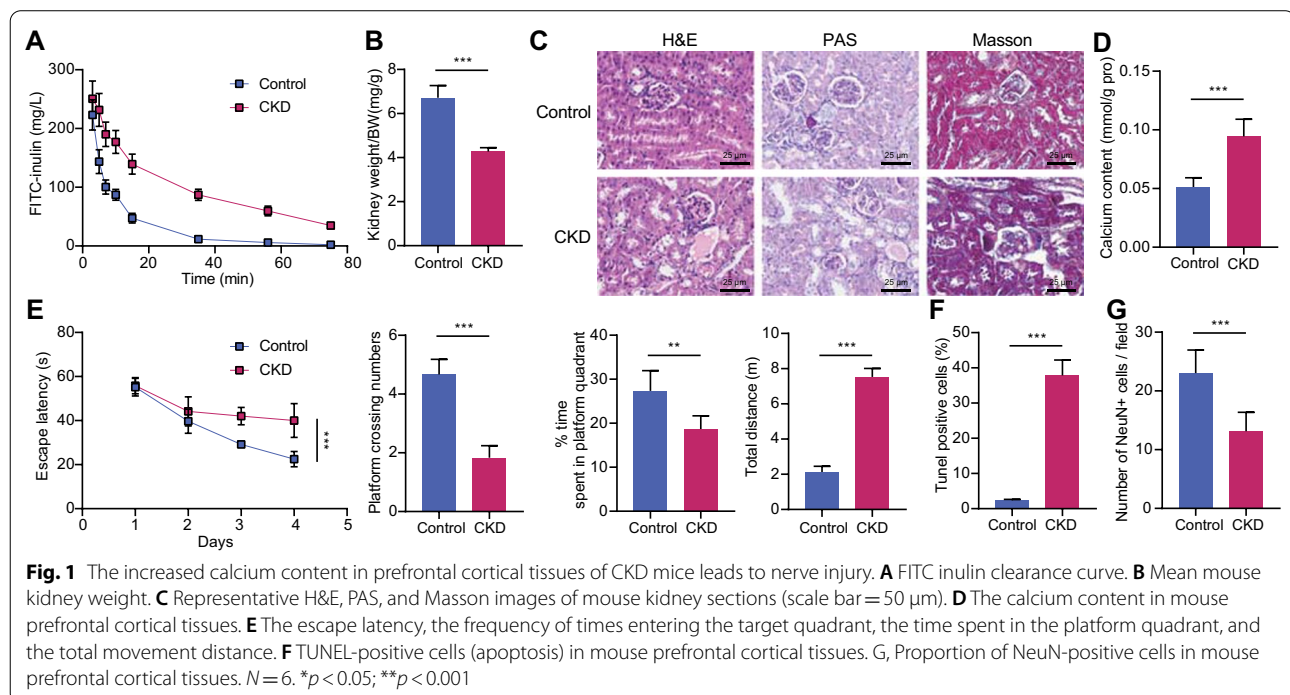 A
FITC-inulin (mg/L)
300
200
100
0
0 20 40 60 80
Time (min)
Control
CKD
B
Kidney weight/BW(mg/g)
8
6
4
2
0
***
Control CKD
C
H&E PAS Masson
Control
25 µm 25 µm 25 µm
CKD
25 µm 25 µm 25 µm
D
Calcium content (mmol/g pro)
0.15
0.10
0.05
0.00
***
Control CKD
E
Escape latency (s)
80
60
40
20
0
0 1 2 3 4 5
Days
Control
CKD
***
Platform crossing numbers
6
4
2
0
***
Control CKD
% time
spent in platform quadrant
40
30
20
10
0
**
Control CKD
Total distance (m)
10
8
6
4
2
0
***
Control CKD
F
Tunel positive cells (%)
50
40
30
20
10
0
***
Control CKD
G
Number of NeuN+ cells / field
30
20
10
0
***
Control CKD
Fig. 1 The increased calcium content in prefrontal cortical tissues of CKD mice leads to nerve injury. A FITC inulin clearance curve. B Mean mouse
kidney weight. C Representative H&E, PAS, and Masson images of mouse kidney sections (scale bar = 50 µm). D The calcium content in mouse
prefrontal cortical tissues. E The escape latency, the frequency of times entering the target quadrant, the time spent in the platform quadrant, and
the total movement distance. F TUNEL-positive cells (apoptosis) in mouse prefrontal cortical tissues. G, Proportion of NeuN-positive cells in mouse
prefrontal cortical tissues. N = 6. *p < 0.05; **p < 0.001